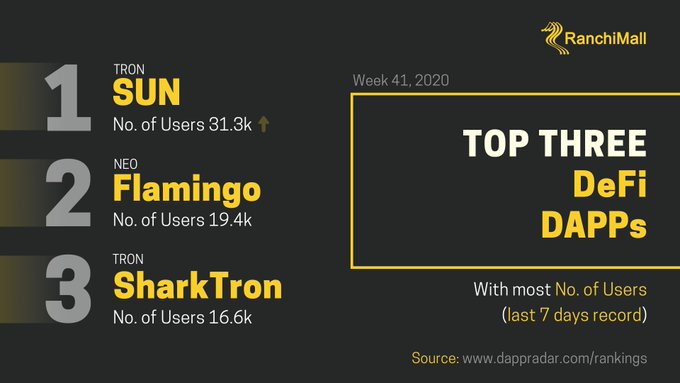 RanchiMall
1
TRON
SUN
No. of Users 31.3k
2
NEO
Flamingo
No. of Users 19.4k
3
TRON
SharkTron
No. of Users 16.6k
Week 41, 2020
TOP THREE
DeFi
DAPPs
With most No. of Users
(last 7 days record)
Source: www.dappradar.com/rankings